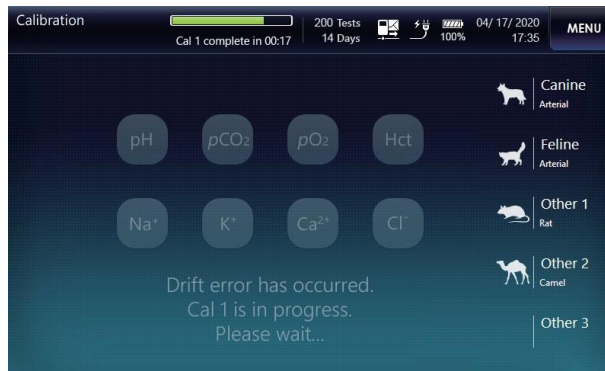 Calibration
Cal 1 complete in 00:17
200 Tests
14 Days
100%
04/ 17/ 2020
17:35
MENU
pH
pCO₂
pO₂
Hct
Na⁺
K⁺
Ca²⁺
Cl⁻
Drift error has occurred.
Cal 1 is in progress.
Please wait...
Canine
Arterial
Feline
Arterial
Other 1
Rat
Other 2
Camel
Other 3